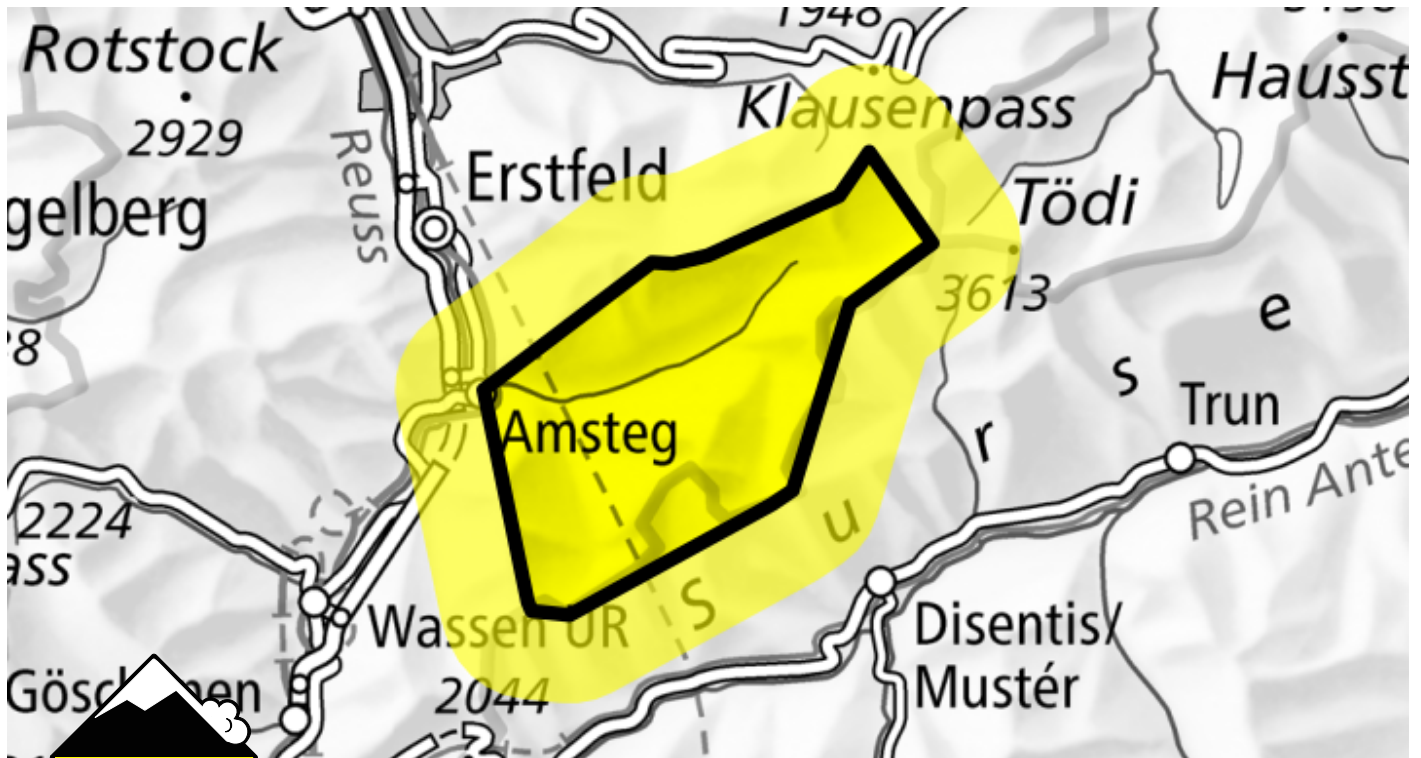 1948
Rotstock
Hausst
Klausenpass
2929
Reuss
Erstfeld
Tödi
gelberg
3613
e
s
Trun
Amsteg
r
Rein Ante
2224
u
ass
S
Wassen UR
Disentis/
Mustér
2044